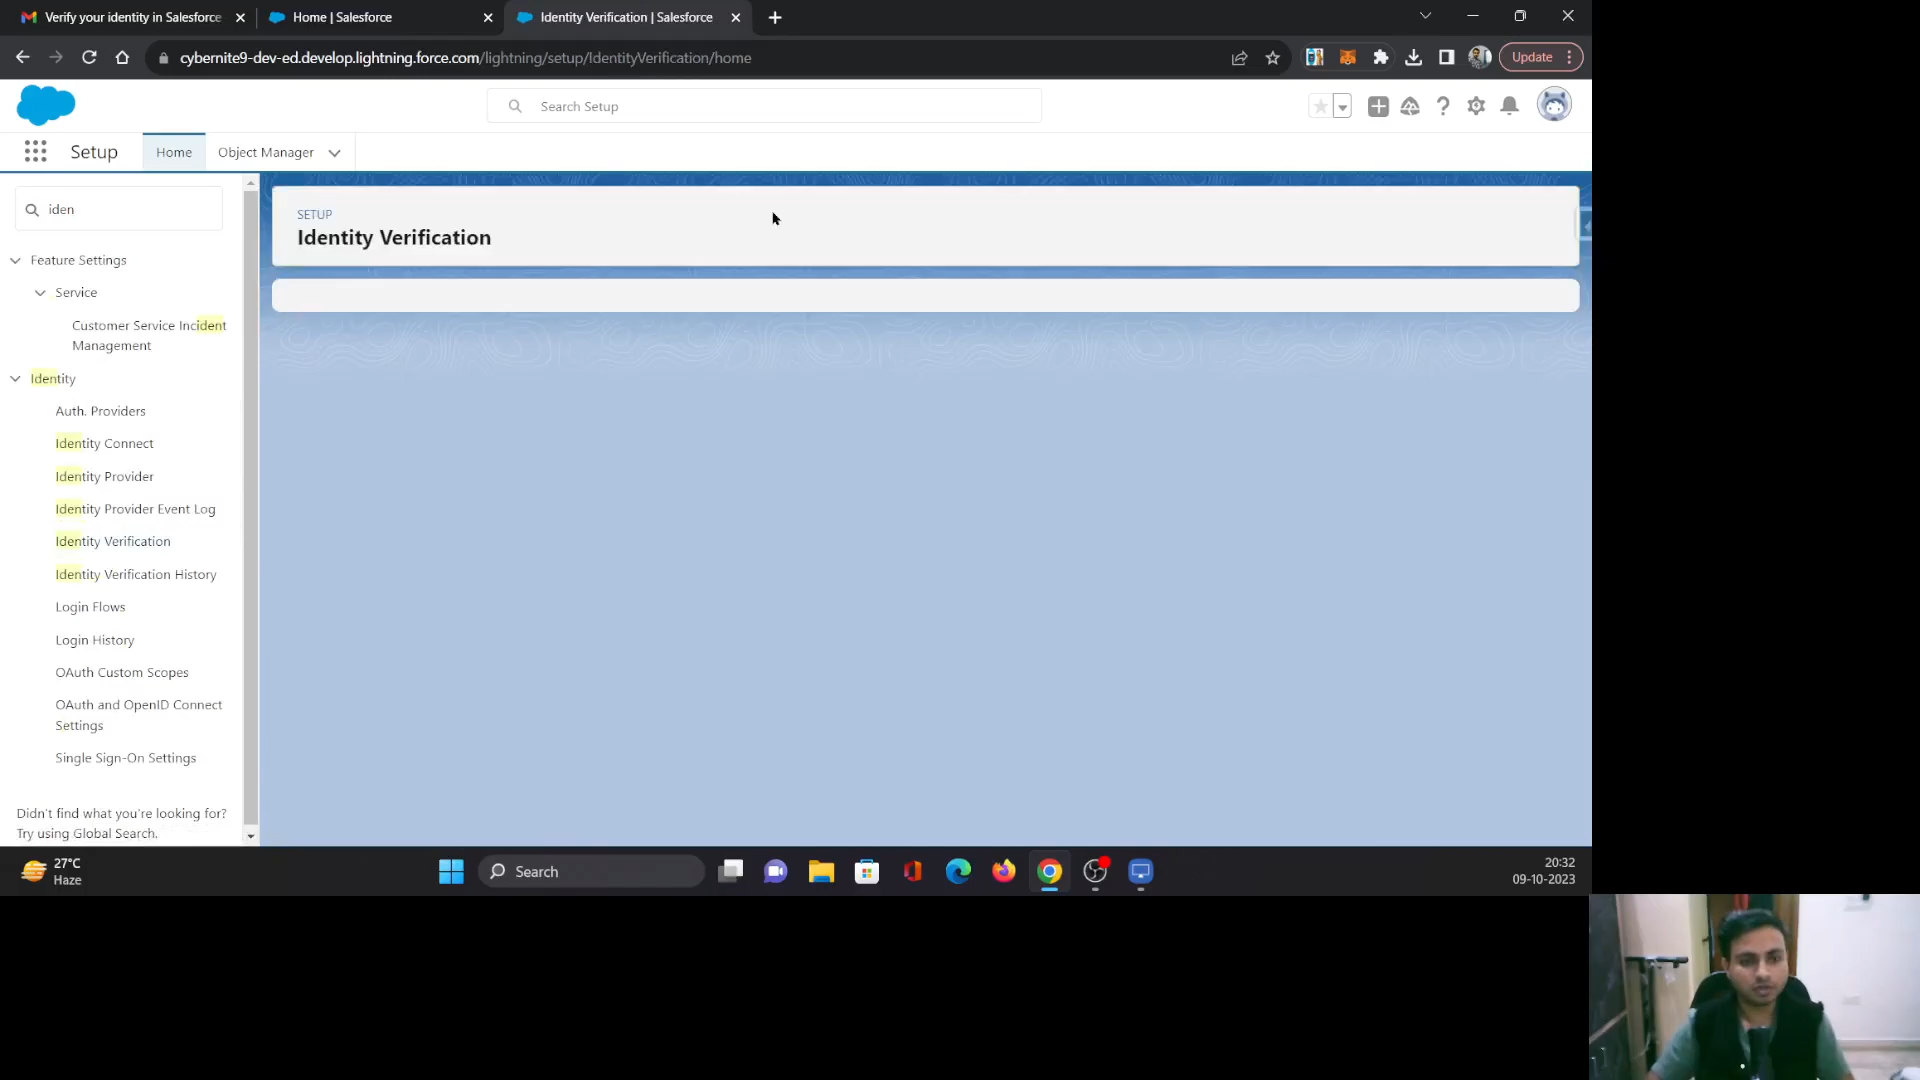 Verify your identity in Salesforce
Home | Salesforce
Identity Verification | Salesforce
cybernite9-dev-ed.develop.lightning.force.com/lightning/setup/IdentityVerification/home
Update
Search Setup
Setup
Home
Object Manager
iden
SETUP
Identity Verification
Feature Settings
Service
Customer Service Incident
Management
Identity
Auth. Providers
Identity Connect
Identity Provider
Identity Provider Event Log
Identity Verification
Identity Verification History
Login Flows
Login History
OAuth Custom Scopes
OAuth and OpenID Connect
Settings
Single Sign-On Settings
Didn't find what you're looking for?
Try using Global Search.
27°C
Haze
Search
20:32
09-10-2023